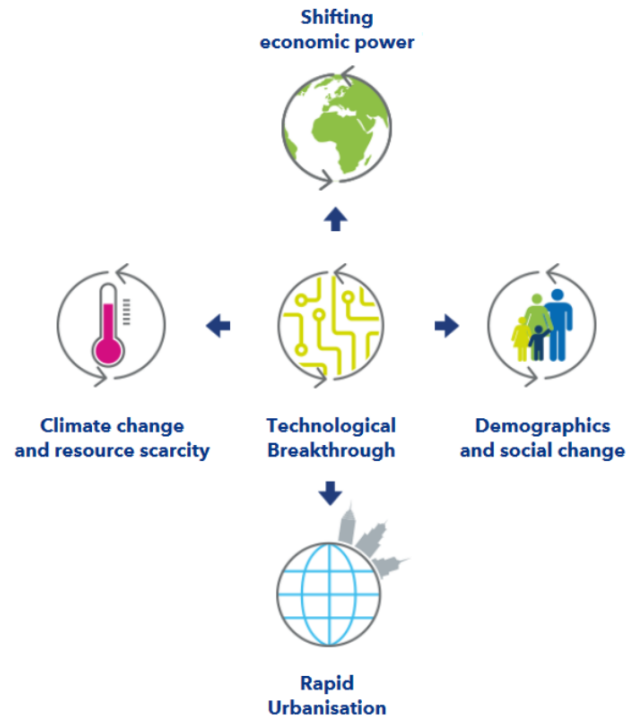 Shifting
economic power
Climate change
and resource scarcity
Technological
Breakthrough
Demographics
and social change
Rapid
Urbanisation